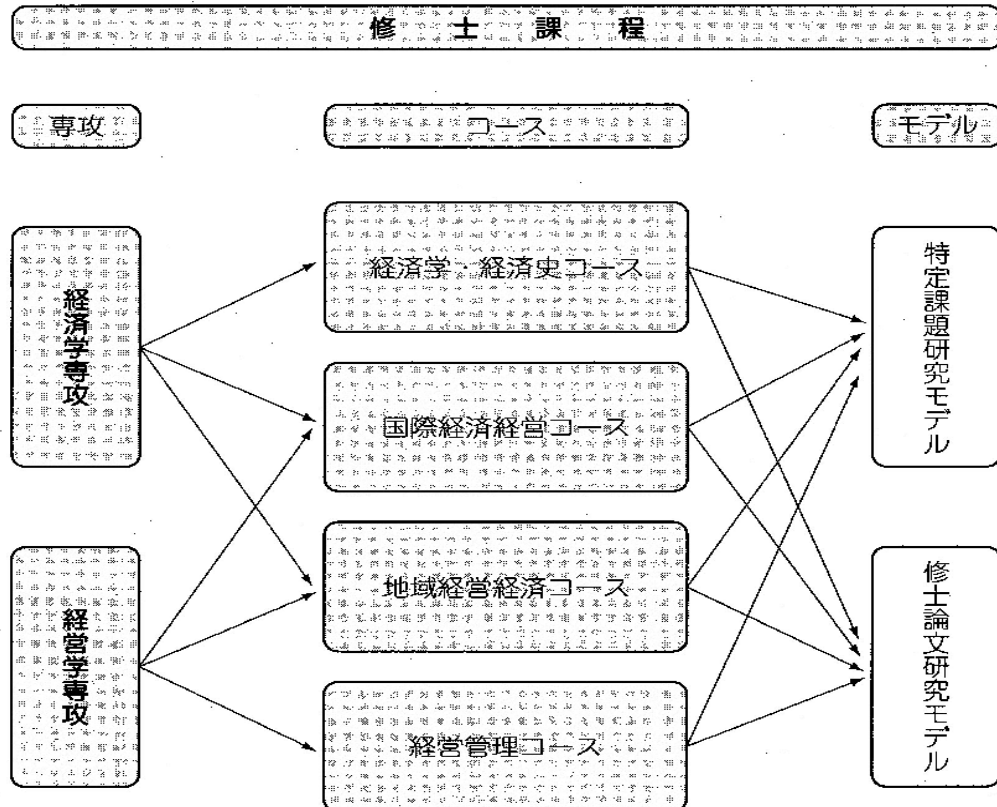 修士課程
専攻
コース
モデル
経済学専攻
経営学専攻
経済学・経済史コース
国際経済経営コース
地域経営経済コース
経営管理コース
特定課題研究モデル
修士論文研究モデル